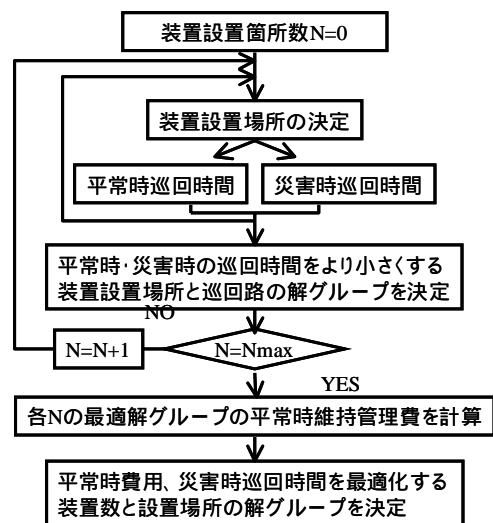 装置設置箇所数N=0
装置設置場所の決定
平常時巡回時間
災害時巡回時間
平常時・災害時の巡回時間をより小さくする
装置設置場所と巡回路の解グループを決定
NO
N=N+1
N=Nmax
YES
各Nの最適解グループの平常時維持管理費を計算
平常時費用、災害時巡回時間を最適化する
装置数と設置場所の解グループを決定